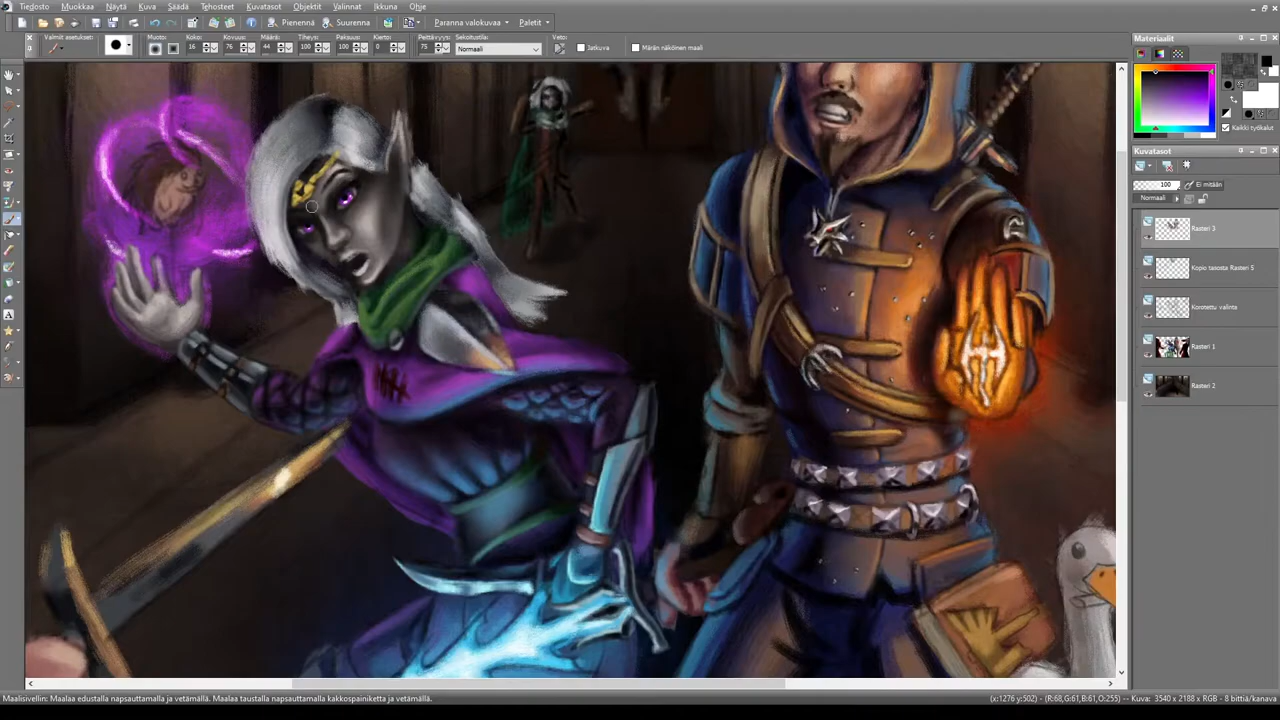 Tiedosto Muokkaa Näytä Kuva Säädä Tehosteet Kuvatasot Valinnat Objektit Ikkuna Ohje
Pienennä Suurenna Paranna valokuvaa Paletit
Valmiit asetukset: Muoto: Koko: Kovuus: Väli: Tiheys: Paksuus: Kierto: Peittävyys: Sekoitustila: Veto:
16 76 44 100 100 0 75 Normaali Jatkuva Märän näköinen maali
Materiaalit
Kaikki työkalut
Kuvatasot
100 Ei mitään
Normaali
Rasteri 3
Kopio tasosta Rasteri 5
Korotettu valinta
Rasteri 1
Rasteri 2
Maalisivellin: Maalaa edustalla napsauttamalla ja vetämällä. Maalaa taustalla napsauttamalla kakkospainiketta ja vetämällä.
(x:1276 y:502) - (R:68,G:61,B:61,O:255) -- Kuva: 3540 x 2188 x RGB - 8 bittiä/kanava